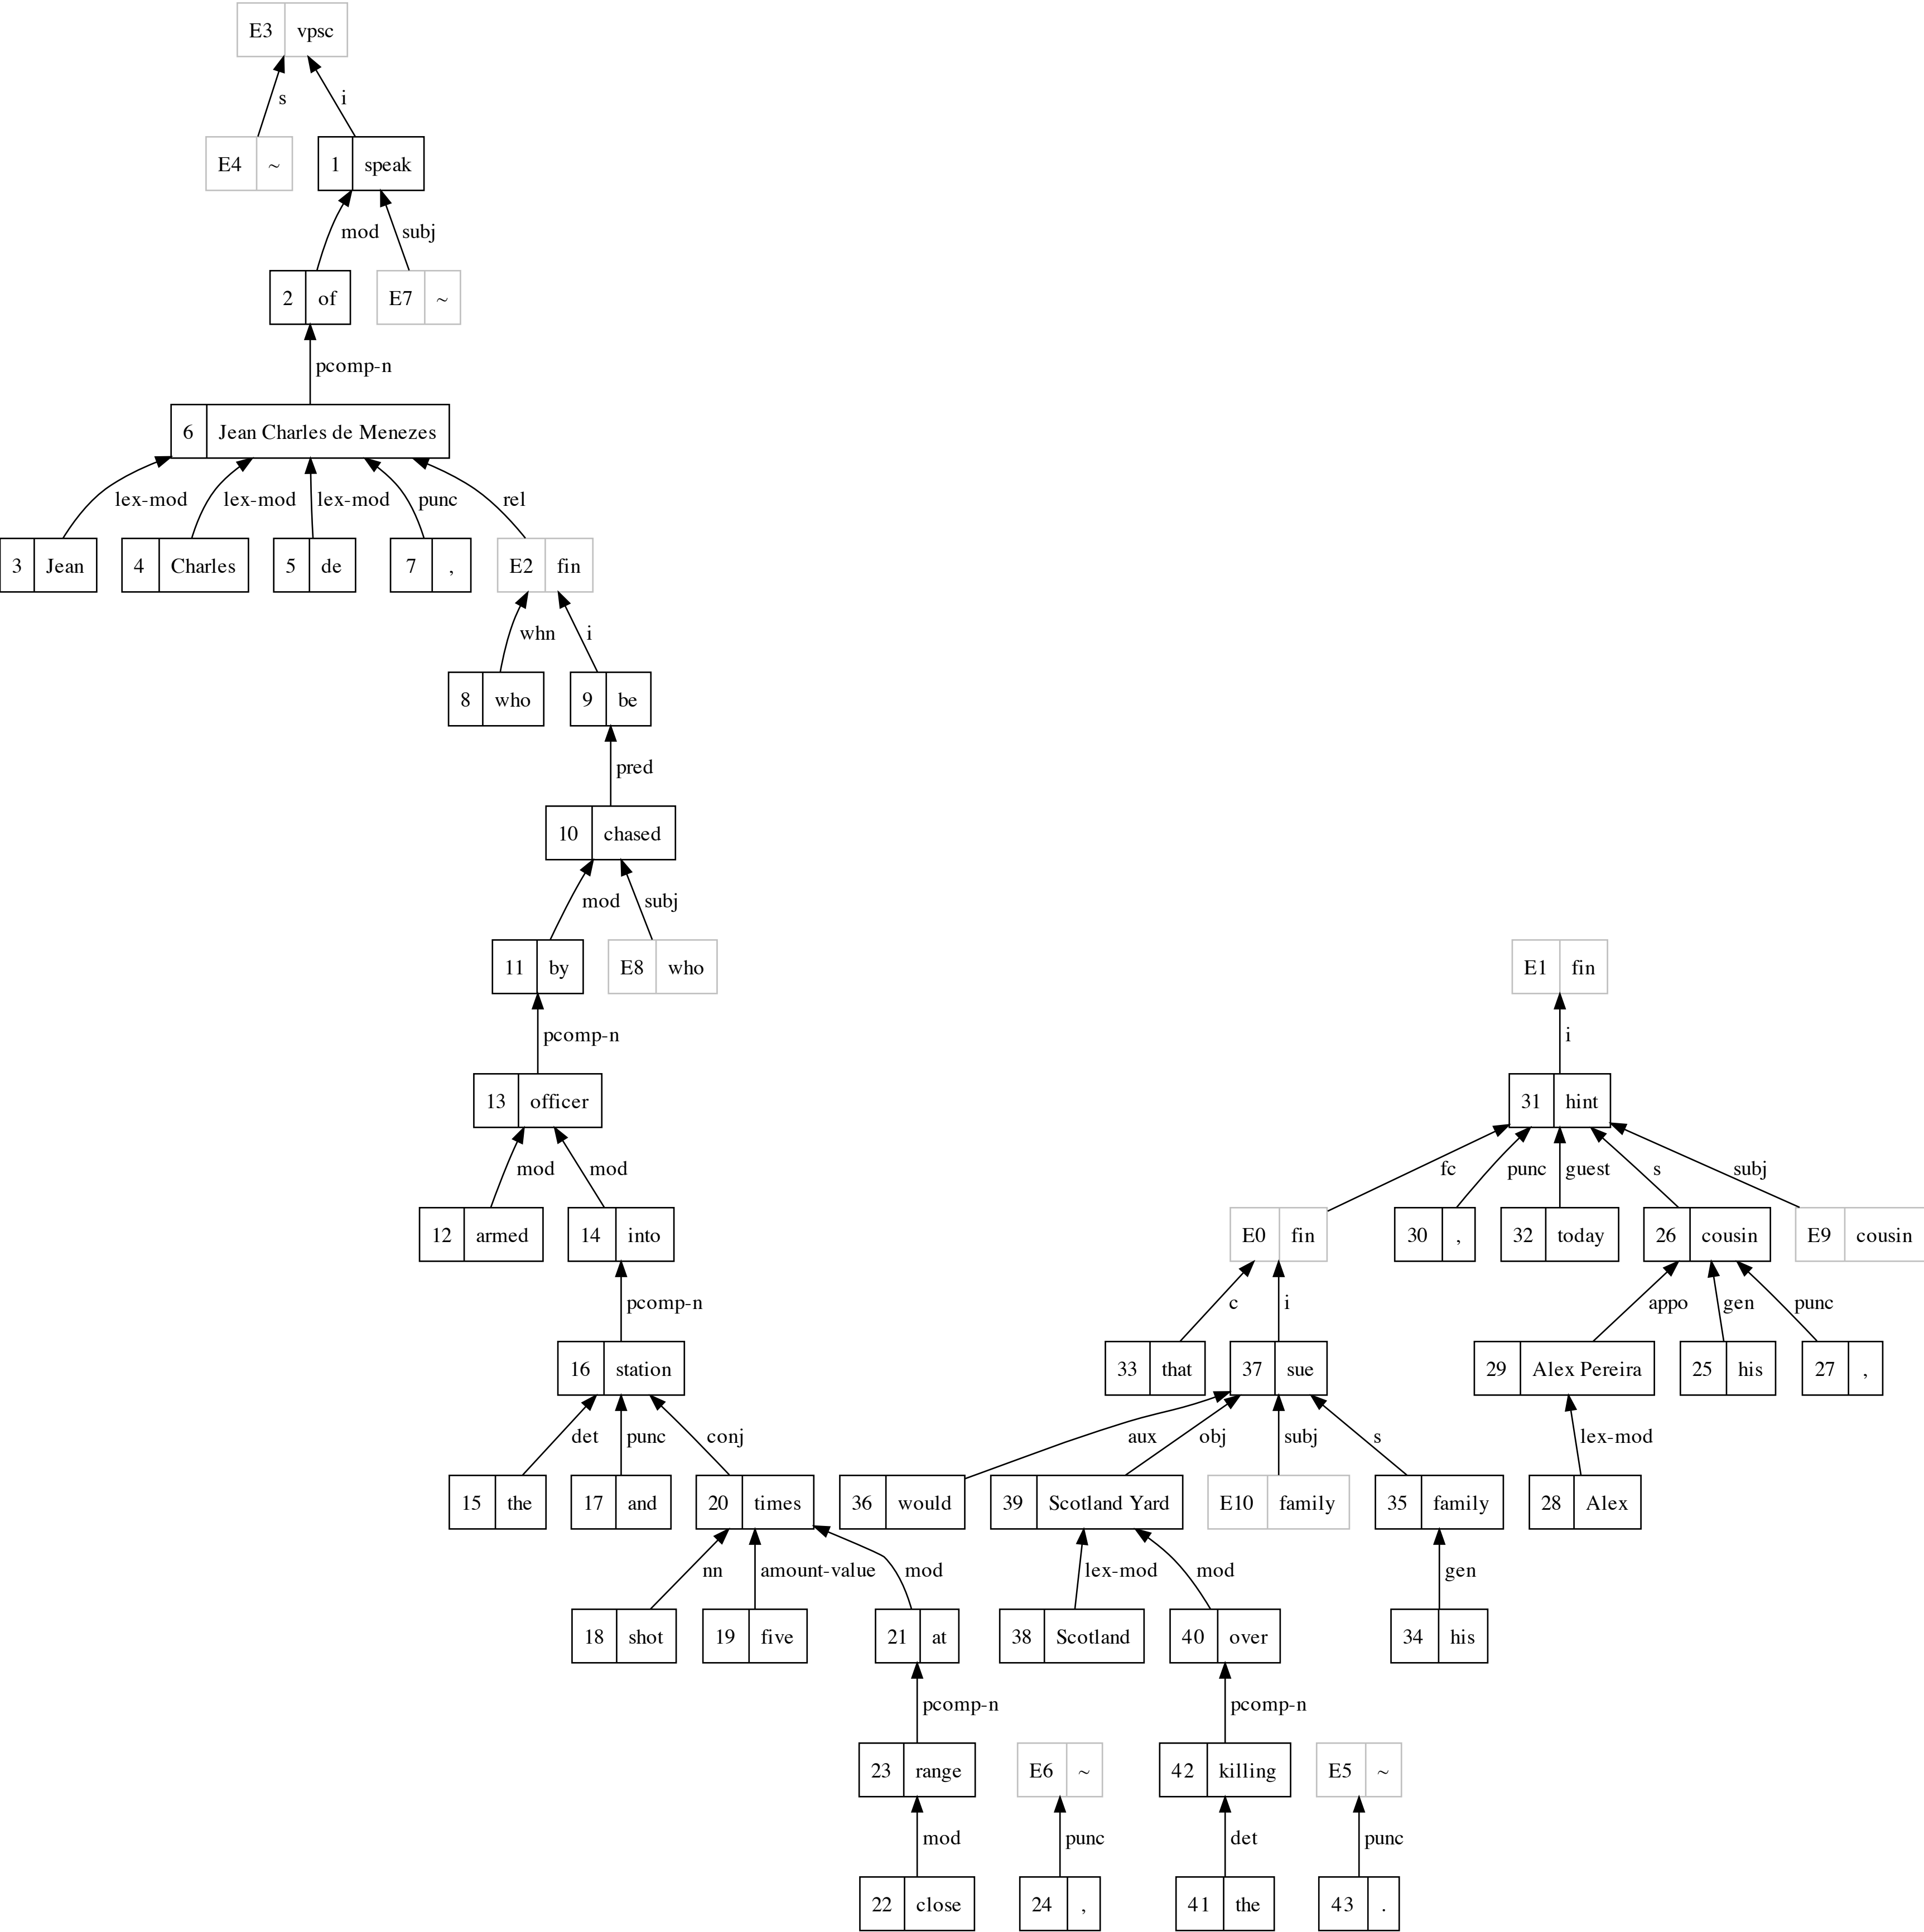 E3 vpsc
s i
E4 ~ 1 speak
mod subj
2 of E7 ~
pcomp-n
6 Jean Charles de Menezes
lex-mod lex-mod lex-mod punc rel
3 Jean 4 Charles 5 de 7 , E2 fin
whn i
8 who 9 be
pred
10 chased
mod subj
11 by E8 who E1 fin
pcomp-n i
13 officer 31 hint
mod mod fc punc guest s subj
12 armed 14 into E0 fin 30 , 32 today 26 cousin E9 cousin
pcomp-n c i appo gen punc
16 station 33 that 37 sue 29 Alex Pereira 25 his 27 ,
det punc conj aux obj subj s lex-mod
15 the 17 and 20 times 36 would 39 Scotland Yard E10 family 35 family 28 Alex
nn amount-value mod lex-mod mod gen
18 shot 19 five 21 at 38 Scotland 40 over 34 his
pcomp-n pcomp-n
23 range E6 ~ 42 killing E5 ~
mod punc det punc
22 close 24 , 41 the 43 .